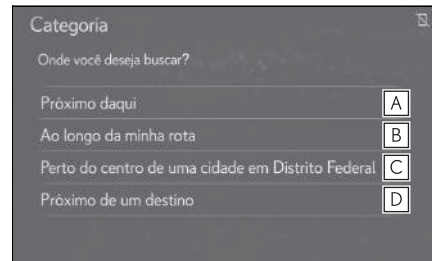 Categoria
Onde você deseja buscar?
Próximo daqui A
Ao longo da minha rota B
Perto do centro de uma cidade em Distrito Federal C
Próximo de um destino D